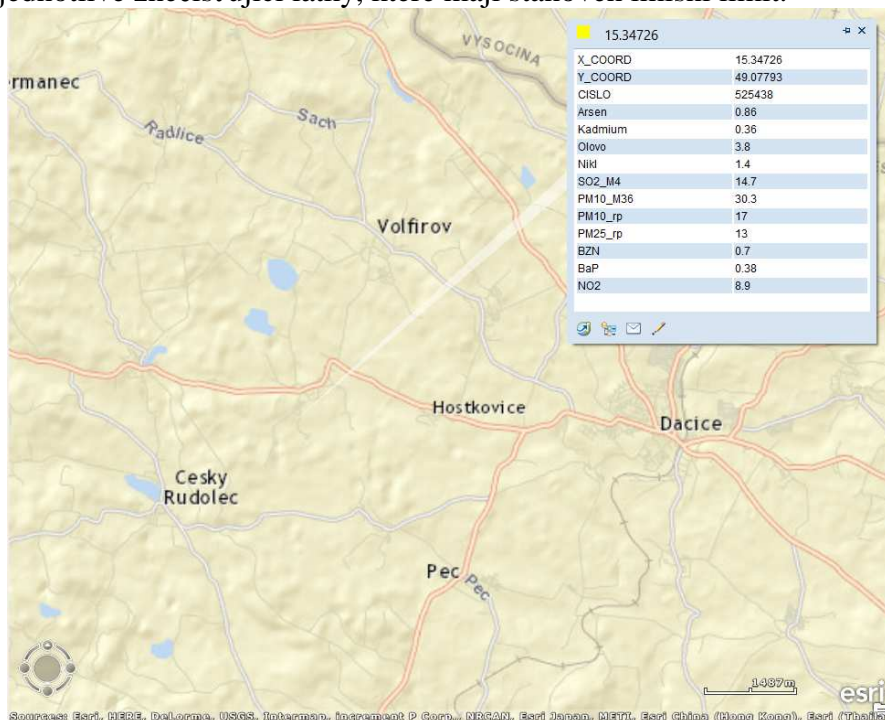 jednotlivé znečišťující látky, které mají stanoven imisní limit.
VYSOCINA
rmanec
Radlice
Sach
Volfirov
Hostkovice
Dacice
Cesky
Rudolec
Pec
Pec
15.34726
X_COORD 15.34726
Y_COORD 49.07793
CISLO 525438
Arsen 0.86
Kadmium 0.36
Olovo 3.8
Nikl 1.4
SO2_M4 14.7
PM10_M36 30.3
PM10_rp 17
PM25_rp 13
BZN 0.7
BaP 0.38
NO2 8.9
1487m
esri
Sources: Esri, HERE, DeLorme, USGS, Intermap, increment P Corp., NRCAN, Esri Japan, METI, Esri China (Hong Kong), Esri (Thail